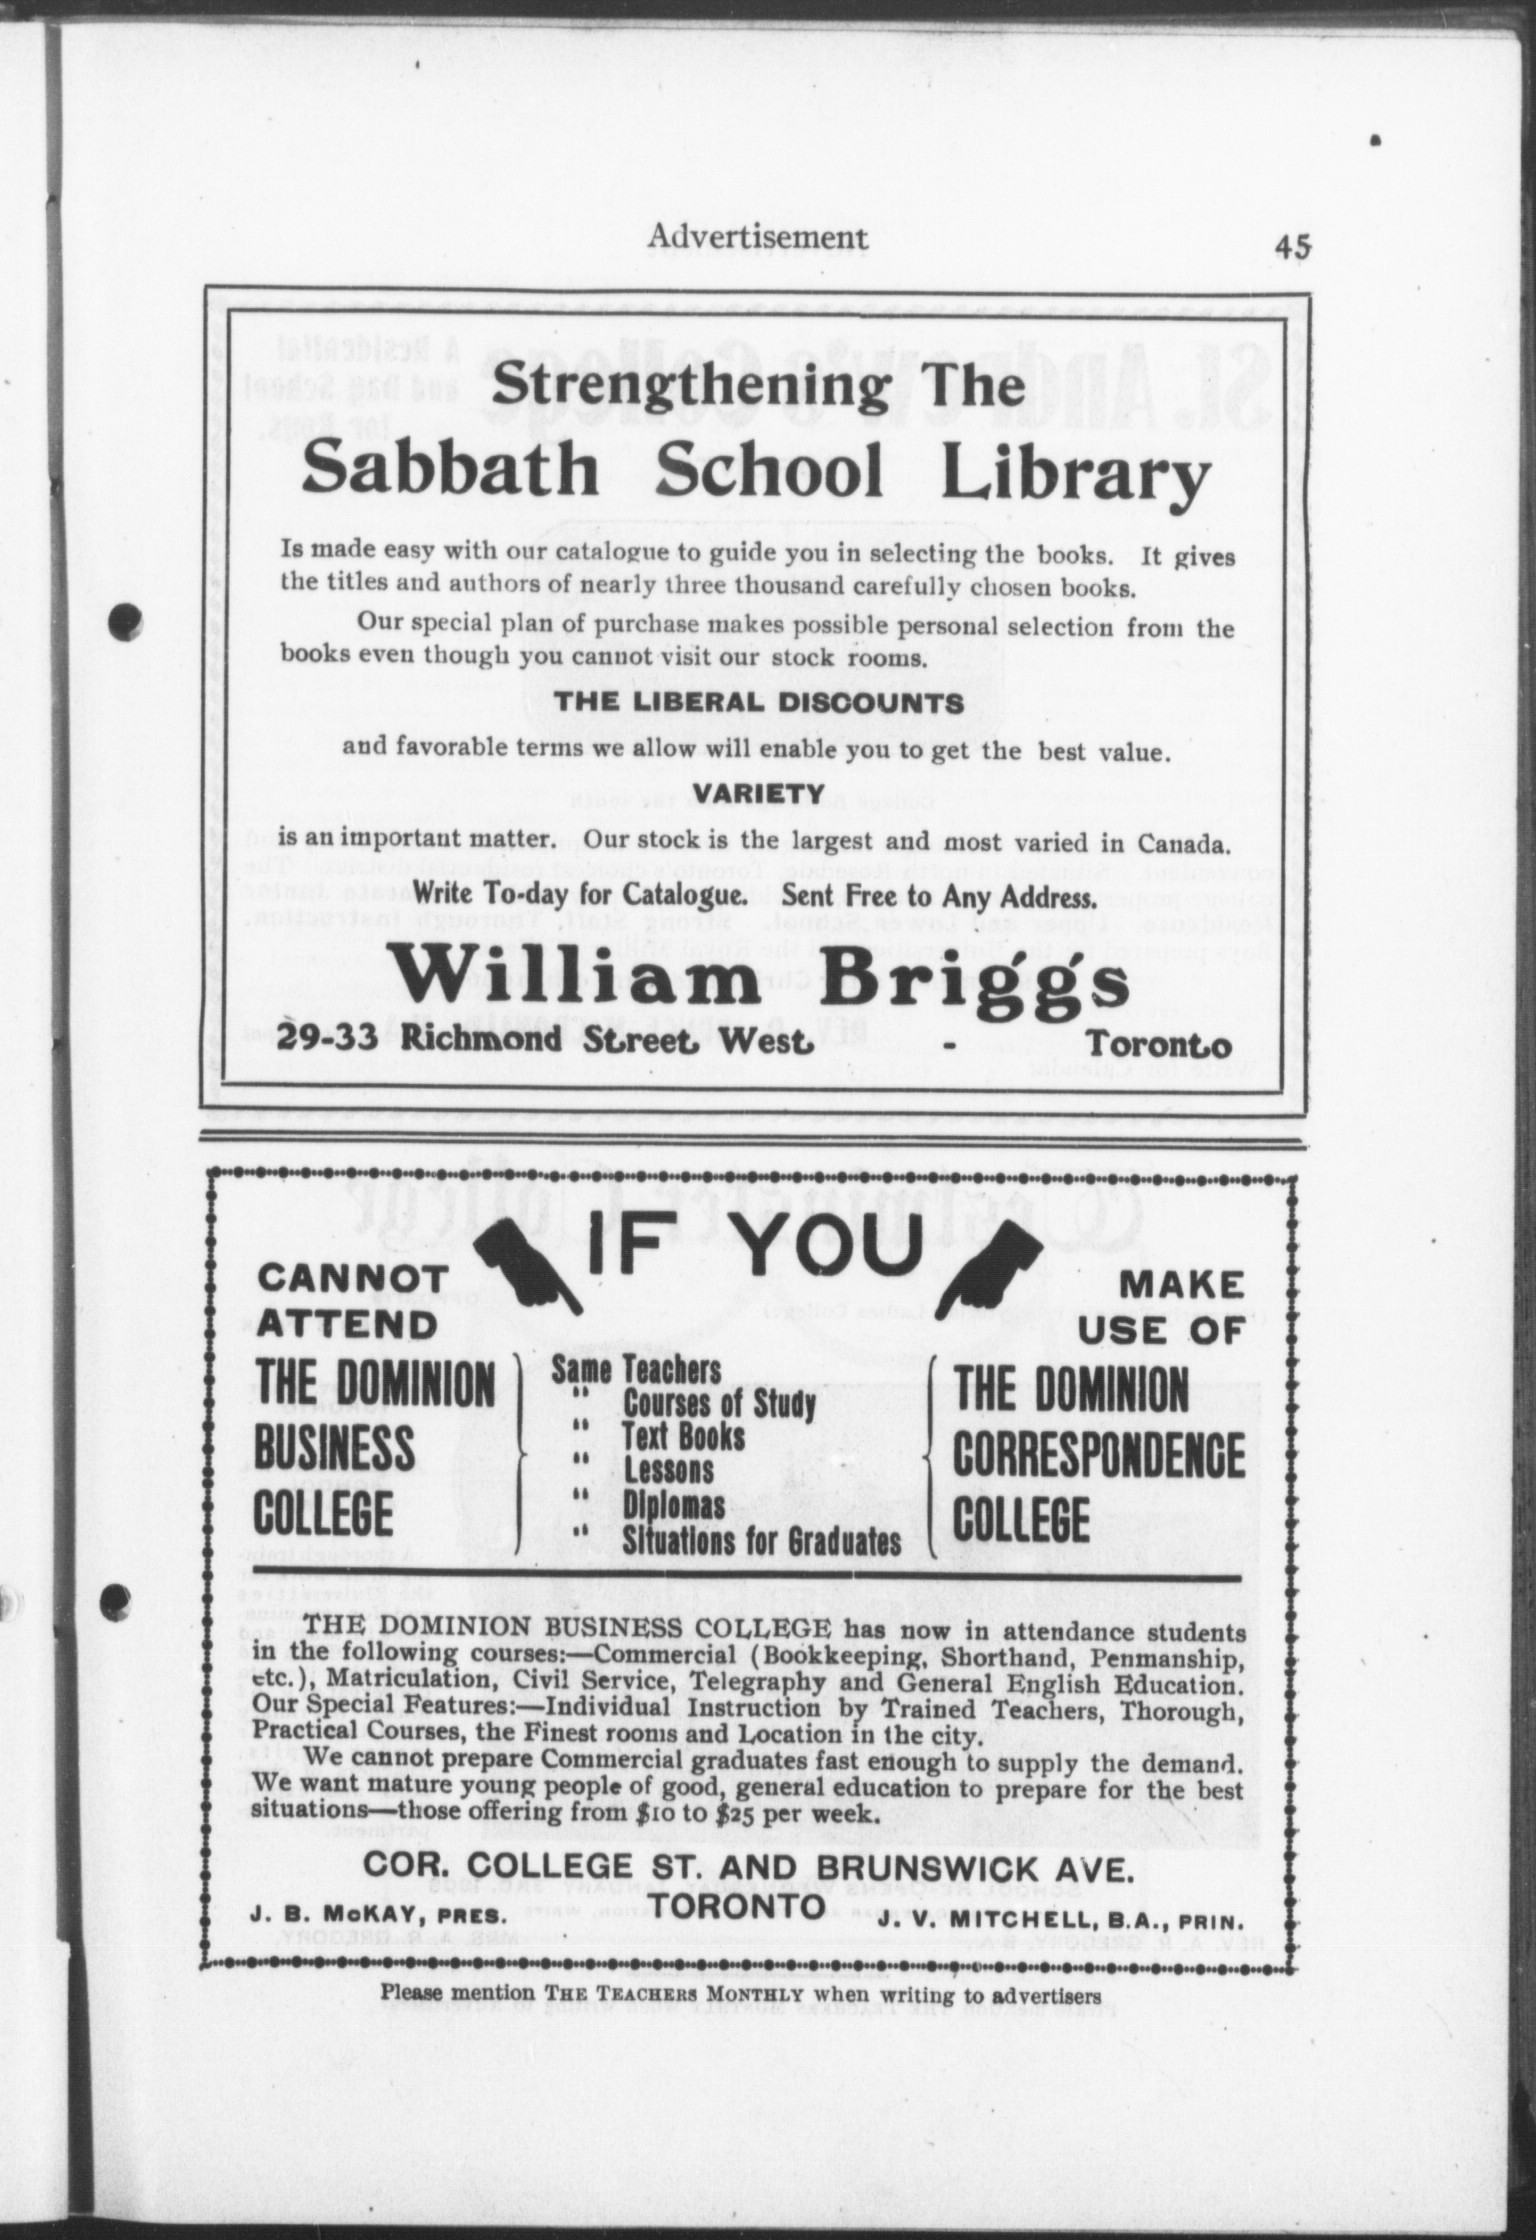 Advertisement 45
Strengthening The
Sabbath School Library
Is made easy with our catalogue to guide you in selecting the books. It gives
the titles and authors of nearly three thousand carefully chosen books.
Our special plan of purchase makes possible personal selection from the
books even though you cannot visit our stock rooms.
THE LIBERAL DISCOUNTS
and favorable terms we allow will enable you to get the best value.
VARIETY
is an important matter. Our stock is the largest and most varied in Canada.
Write To-day for Catalogue. Sent Free to Any Address.
William Briggs
29-33 Richmond Street West - Toronto
IF YOU
CANNOT
ATTEND
THE DOMINION
BUSINESS
COLLEGE
Same Teachers
" Courses of Study
" Text Books
" Lessons
" Diplomas
" Situations for Graduates
MAKE
USE OF
THE DOMINION
CORRESPONDENCE
COLLEGE
THE DOMINION BUSINESS COLLEGE has now in attendance students
in the following courses:—Commercial (Bookkeeping, Shorthand, Penmanship,
etc.), Matriculation, Civil Service, Telegraphy and General English Education.
Our Special Features:—Individual Instruction by Trained Teachers, Thorough,
Practical Courses, the Finest rooms and Location in the city.
We cannot prepare Commercial graduates fast enough to supply the demand.
We want mature young people of good, general education to prepare for the best
situations—those offering from $10 to $25 per week.
COR. COLLEGE ST. AND BRUNSWICK AVE.
TORONTO
J. B. McKAY, PRES. J. V. MITCHELL, B.A., PRIN.
Please mention THE TEACHERS MONTHLY when writing to advertisers